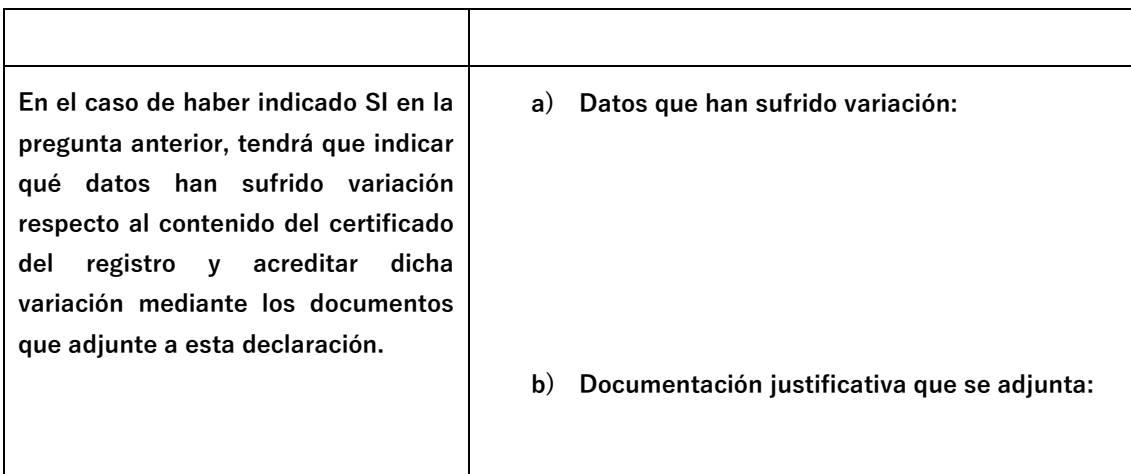 En el caso de haber indicado SI en la
pregunta anterior, tendrá que indicar
qué datos han sufrido variación
respecto al contenido del certificado
del registro y acreditar dicha
variación mediante los documentos
que adjunte a esta declaración.
a) Datos que han sufrido variación:
b) Documentación justificativa que se adjunta: